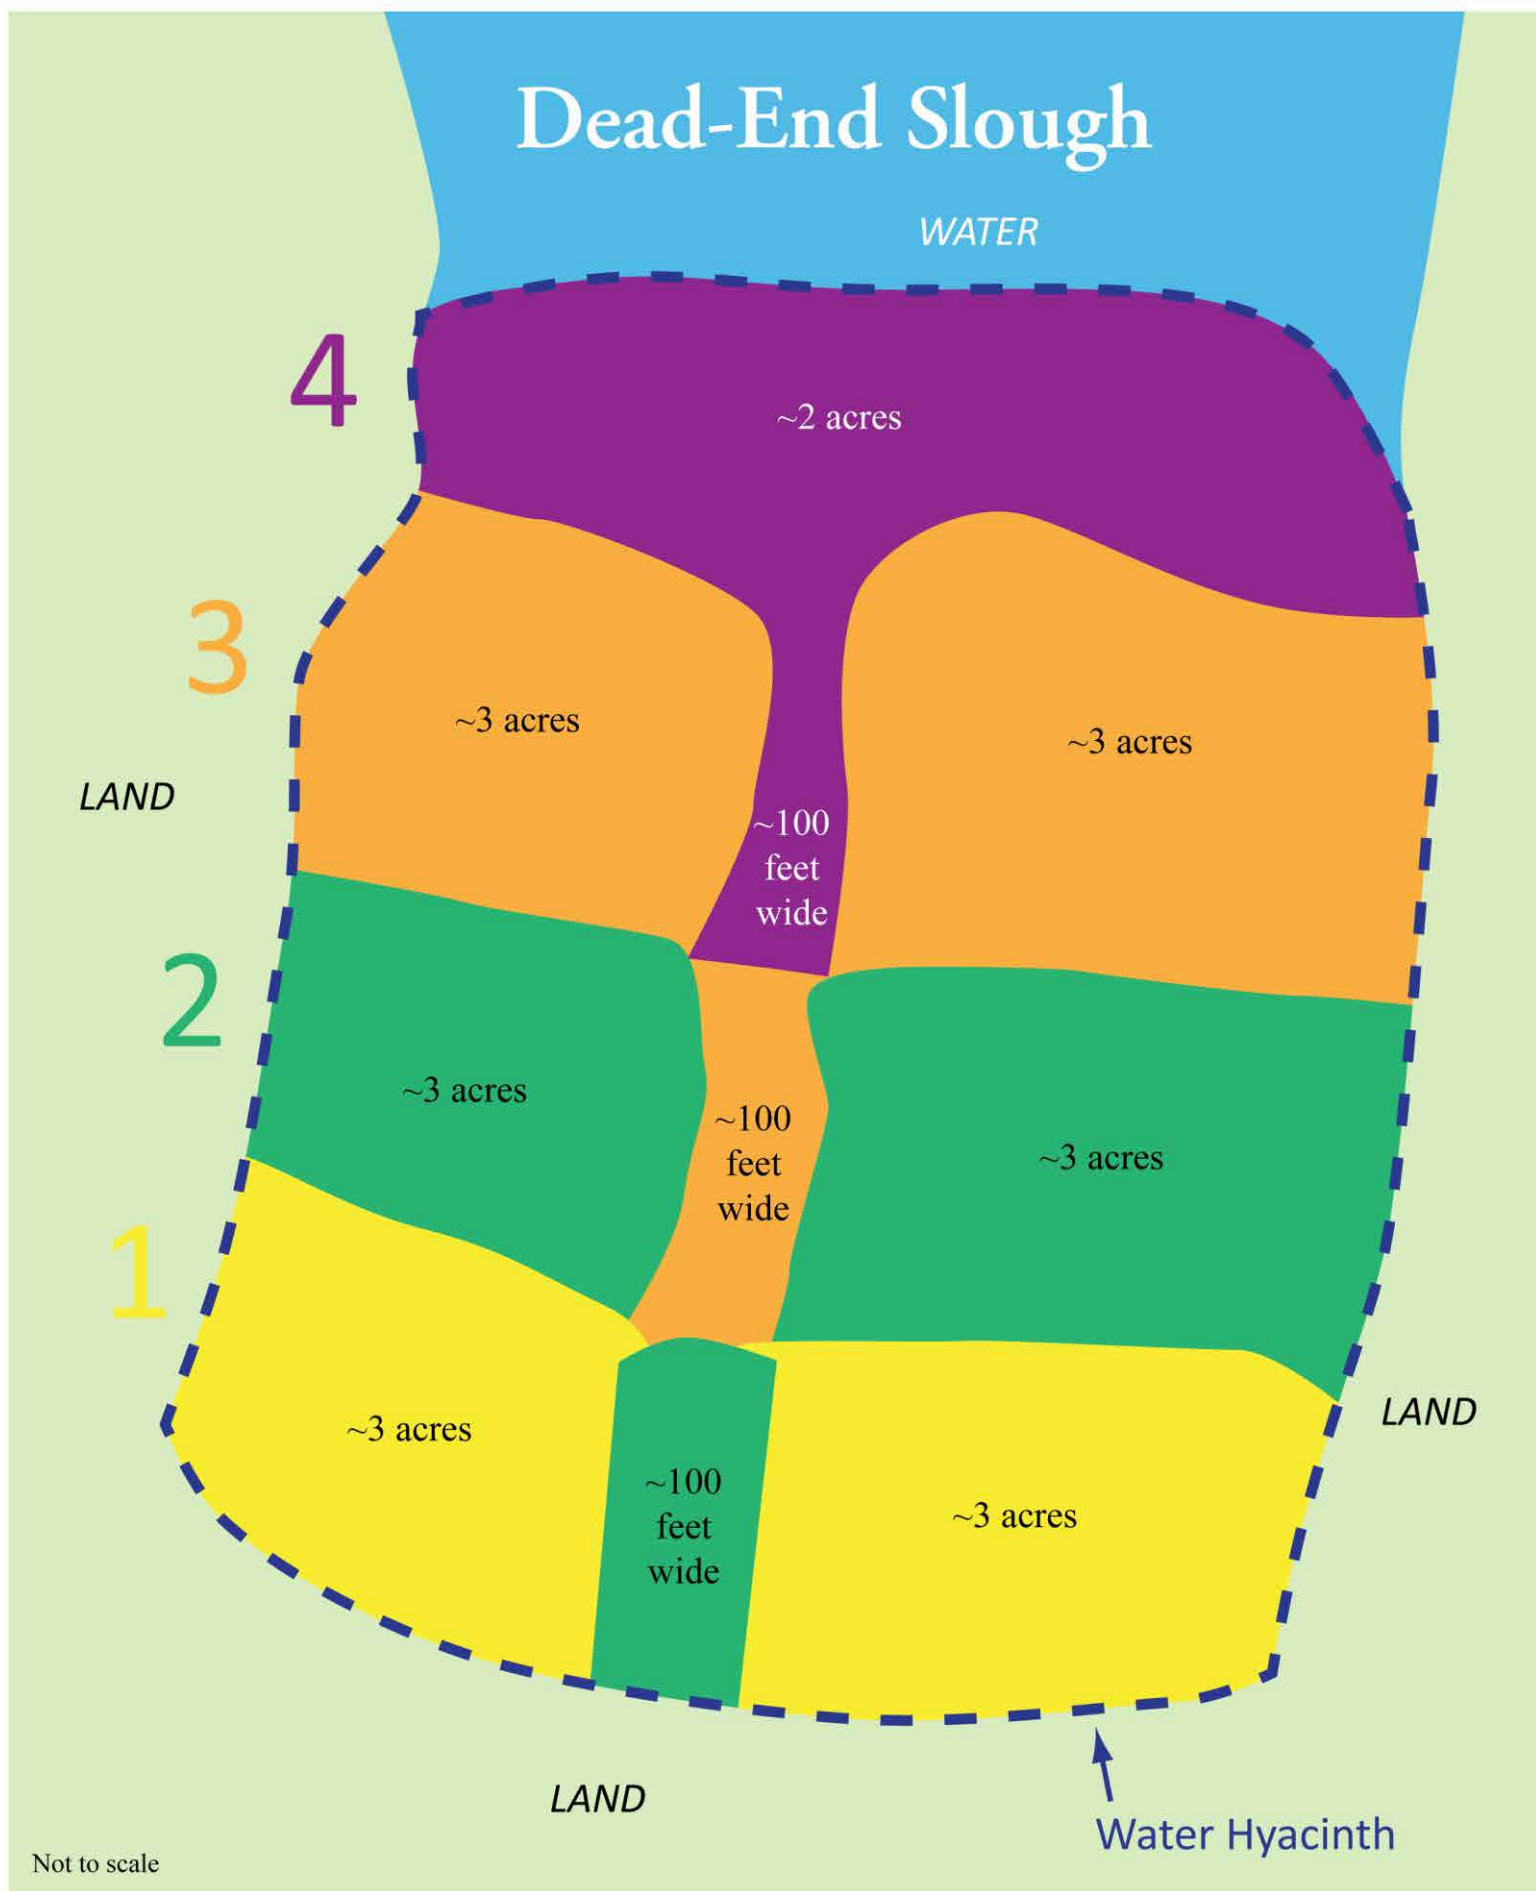 Dead-End Slough
WATER
4
~2 acres
3
~3 acres
~3 acres
LAND
~100
feet
wide
2
~3 acres
~100
feet
wide
~3 acres
1
~3 acres
LAND
~100
feet
wide
~3 acres
LAND
Water Hyacinth
Not to scale